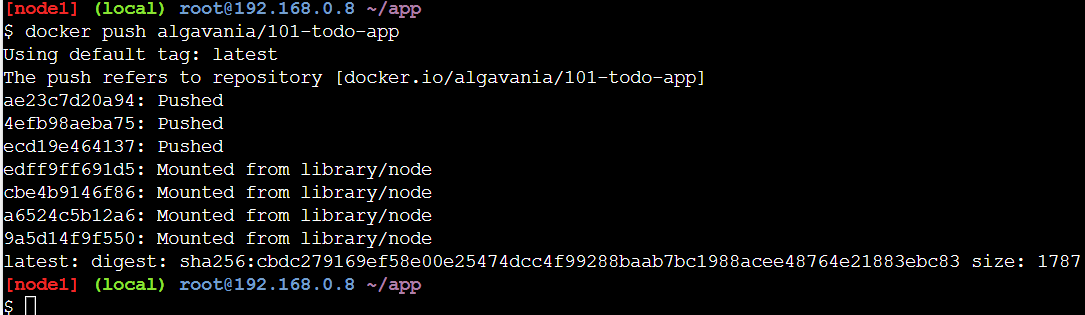 [node1] (local) root@192.168.0.8 ~/app
$ docker push algavania/101-todo-app
Using default tag: latest
The push refers to repository [docker.io/algavania/101-todo-app]
ae23c7d20a94: Pushed
4efb98aeba75: Pushed
ecd19e464137: Pushed
edff9ff691d5: Mounted from library/node
cbe4b9146f86: Mounted from library/node
a6524c5b12a6: Mounted from library/node
9a5d14f9f550: Mounted from library/node
latest: digest: sha256:cbdc279169ef58e00e25474dcc4f99288baab7bc1988acee48764e21883ebc83 size: 1787
[node1] (local) root@192.168.0.8 ~/app
$